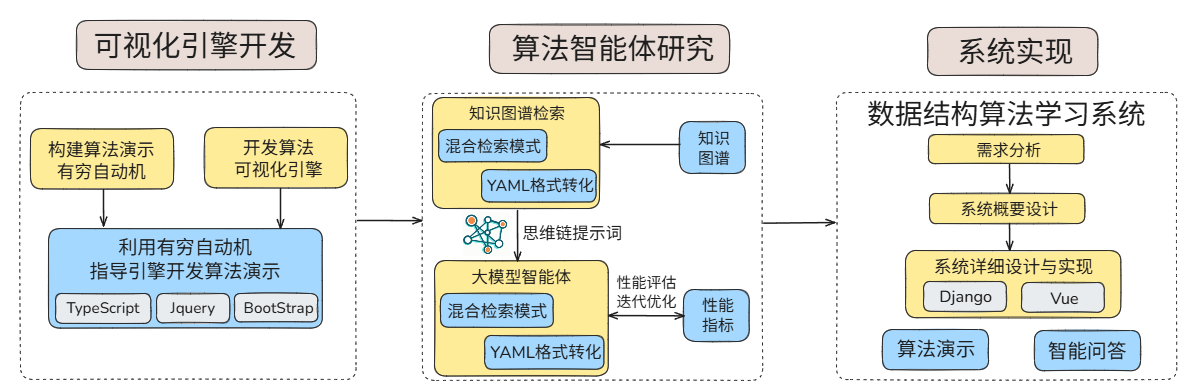 可视化引擎开发
算法智能体研究
系统实现
构建算法演示
有穷自动机
开发算法
可视化引擎
利用有穷自动机
指导引擎开发算法演示
TypeScript
Jquery
BootStrap
知识图谱检索
混合检索模式
YAML格式转化
知识
图谱
思维链提示词
大模型智能体
混合检索模式
YAML格式转化
性能评估
迭代优化
性能
指标
数据结构算法学习系统
需求分析
系统概要设计
系统详细设计与实现
Django
Vue
算法演示
智能问答